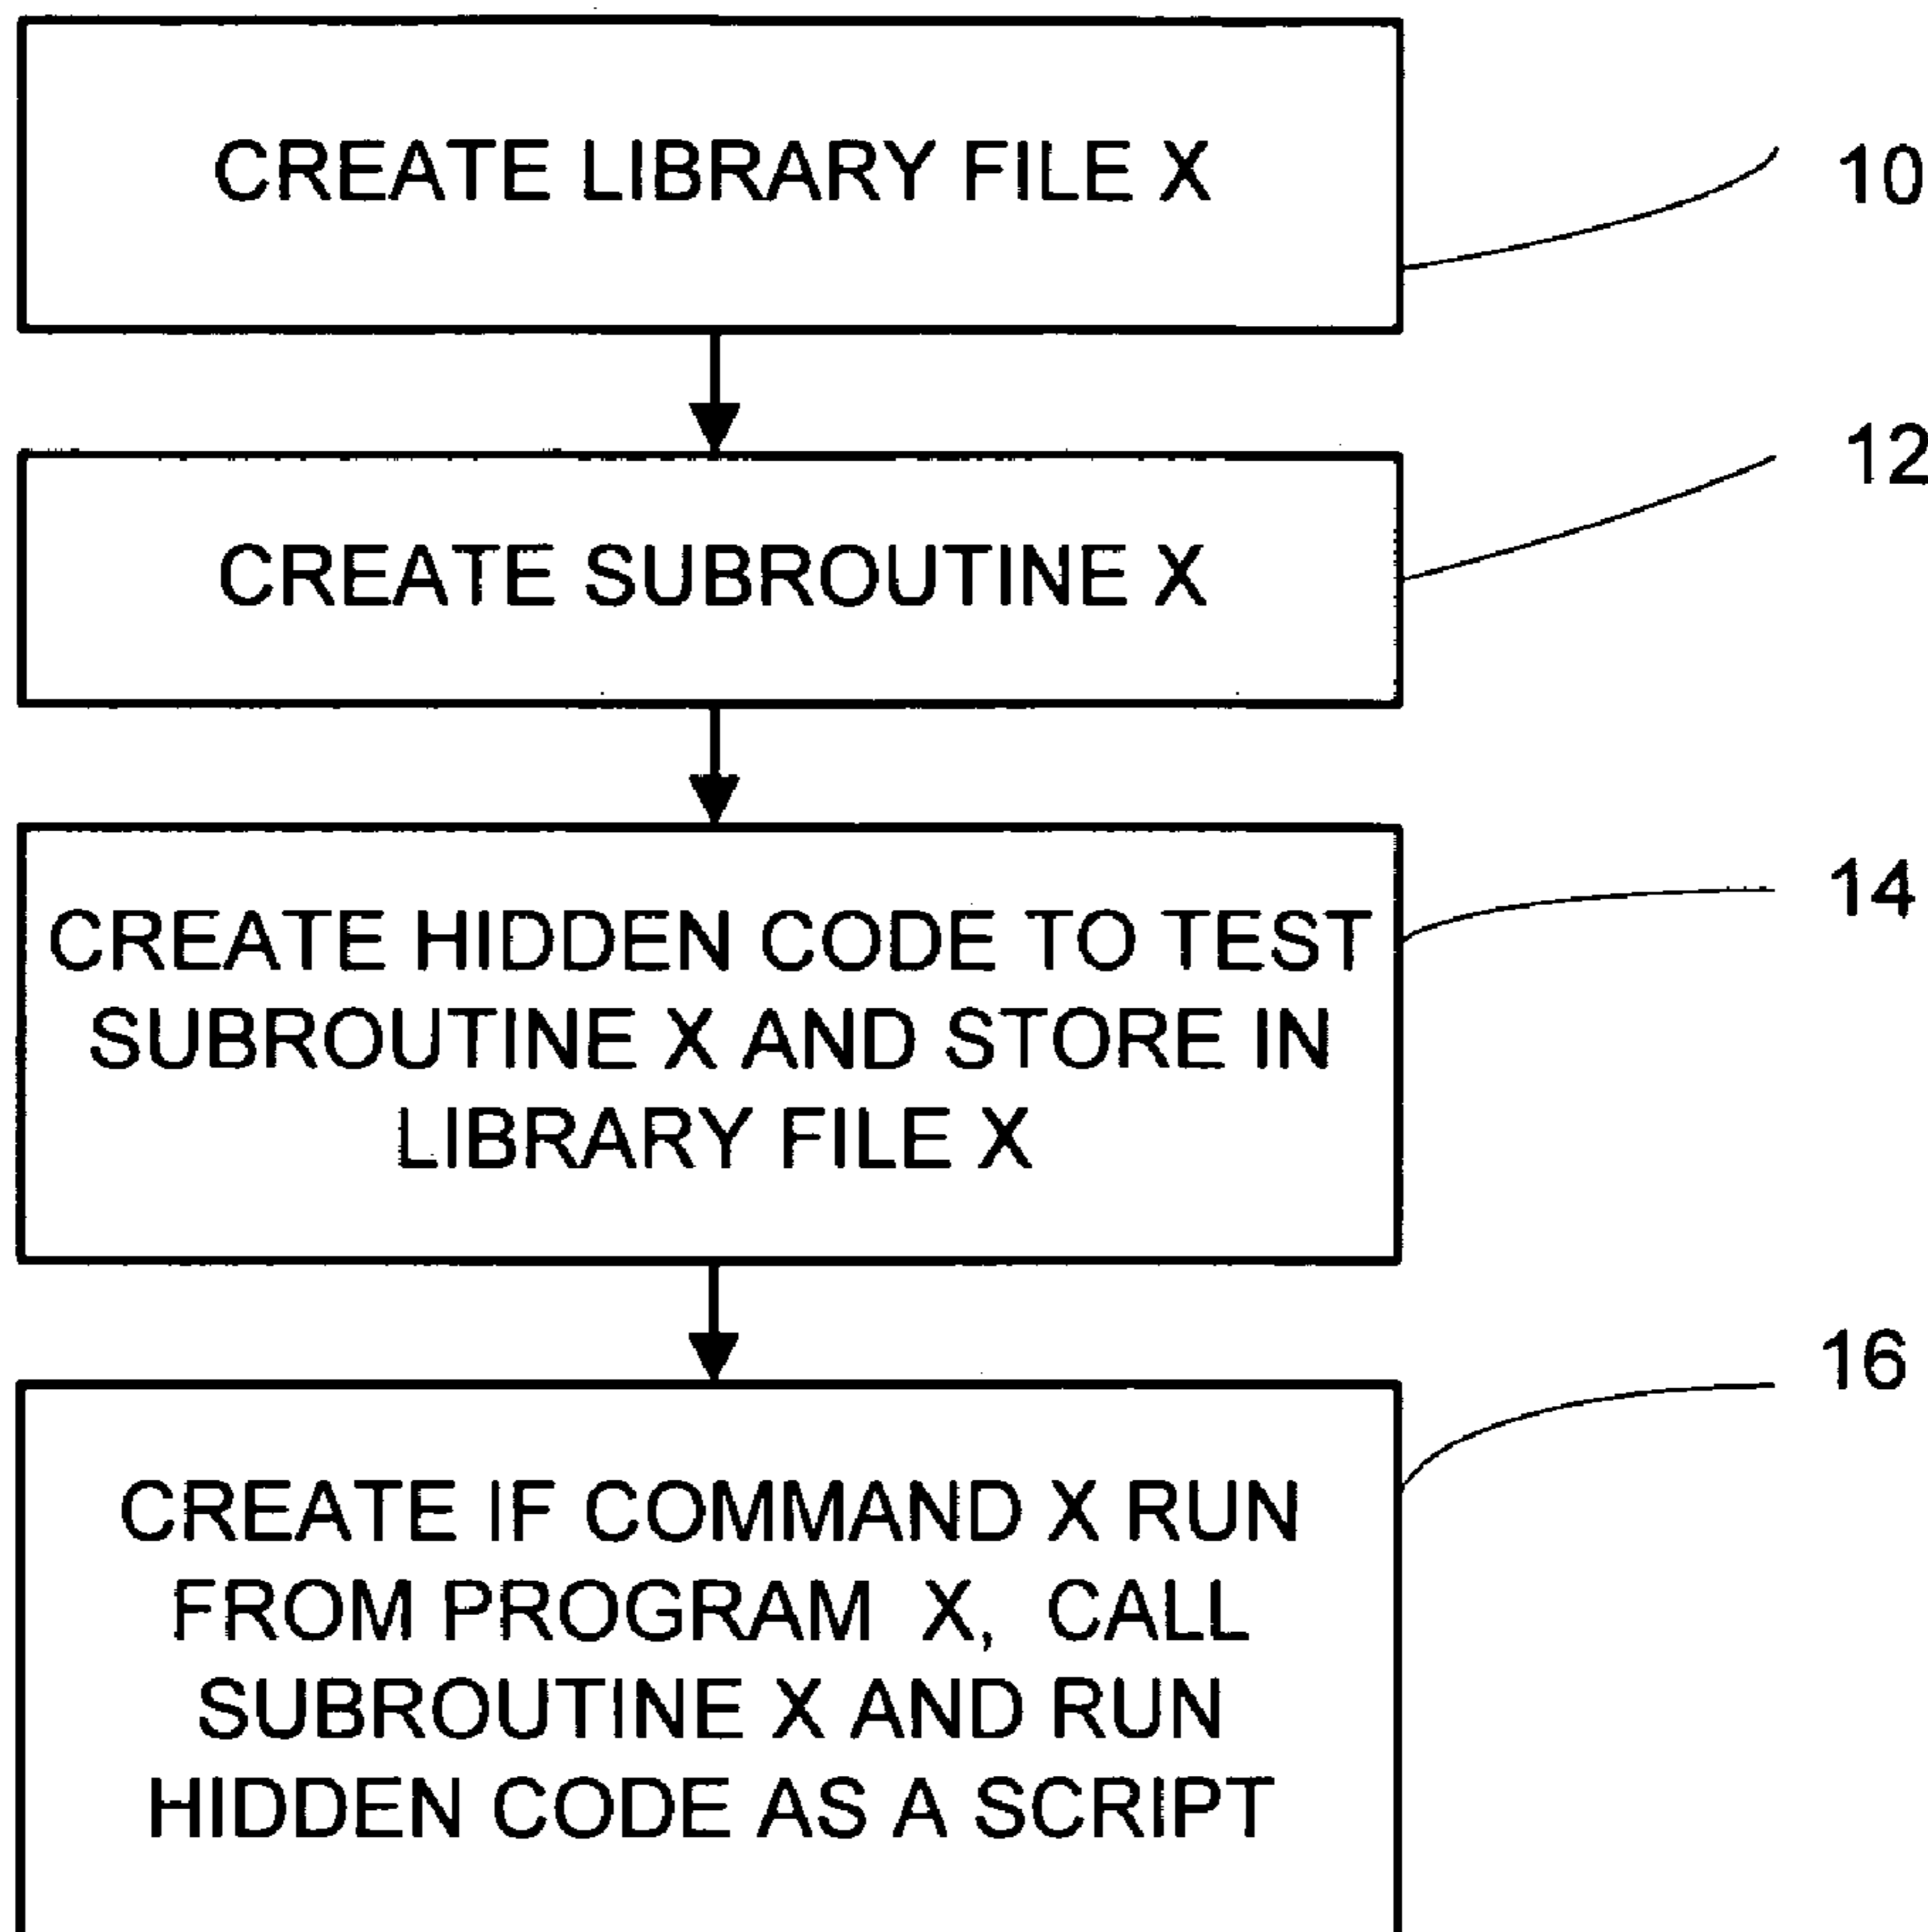 CREATE LIBRARY FILE X
10
12
CREATE SUBROUTINE X
14
CREATE HIDDEN CODE TO TEST
SUBROUTINE X AND STORE IN
LIBRARY FILE X
16
CREATE IF COMMAND X RUN
FROM PROGRAM X, CALL
SUBROUTINE X AND RUN
HIDDEN CODE AS A SCRIPT